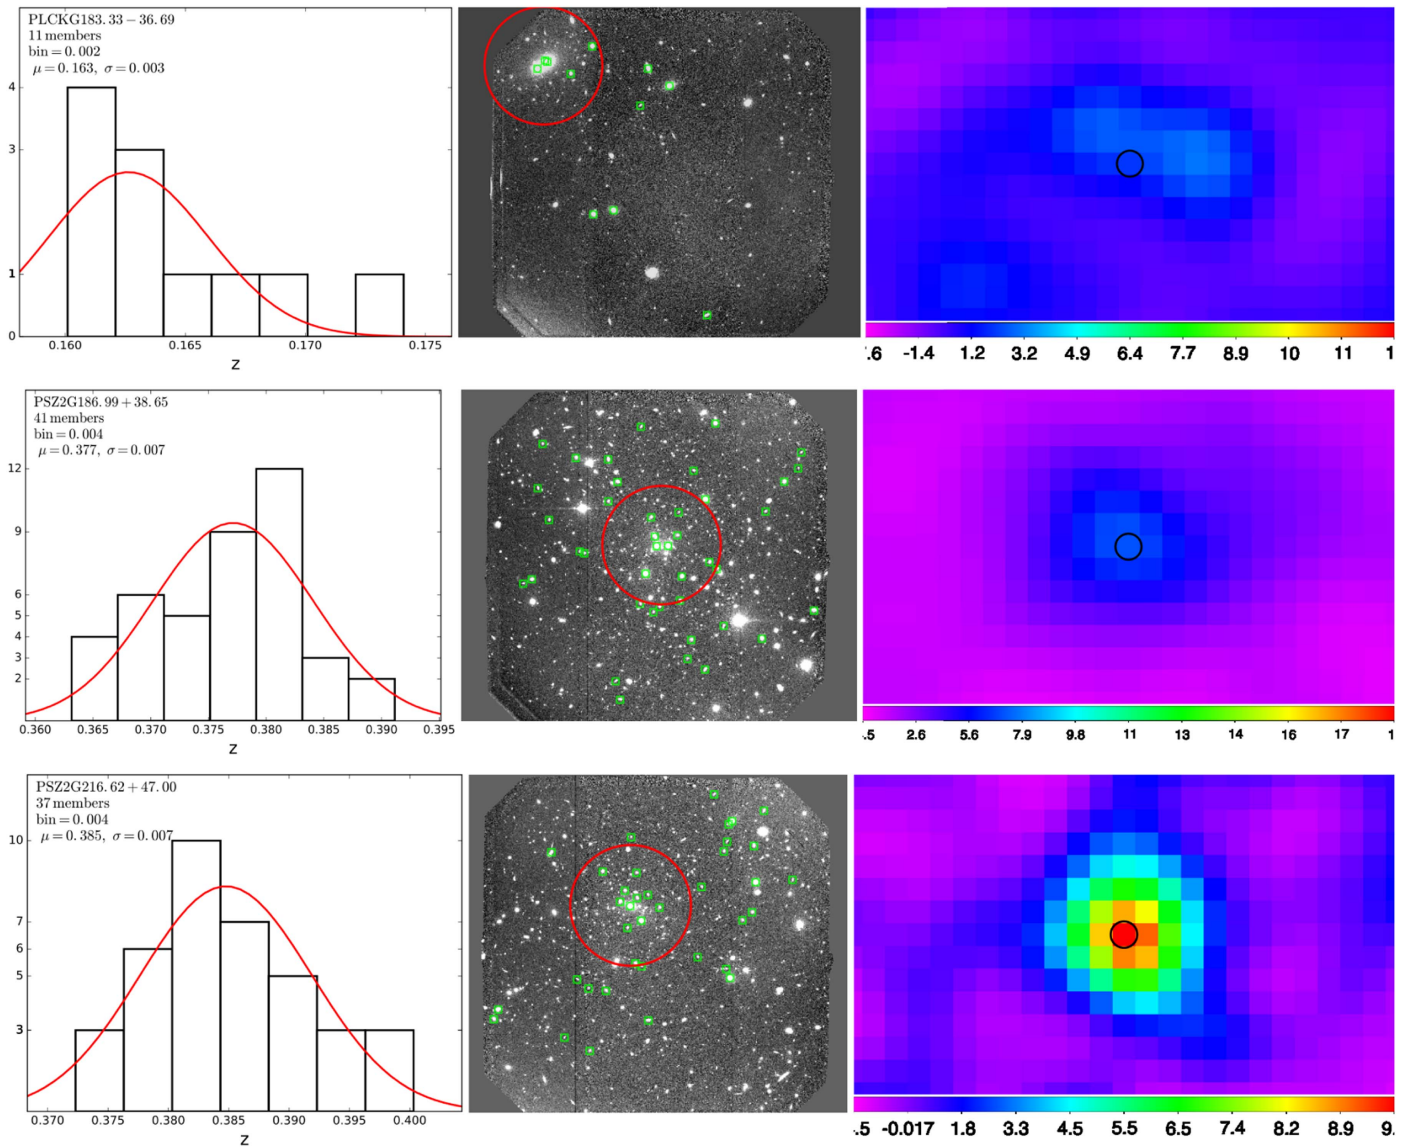 PLCKG183.33 − 36.69
11 members
bin = 0.002
μ = 0.163, σ = 0.003
4
3
1
0
0.160 0.165 0.170 0.175
z
.6 -1.4 1.2 3.2 4.9 6.4 7.7 8.9 10 11 1
PSZ2G186.99 + 38.65
41 members
bin = 0.004
μ = 0.377, σ = 0.007
12
9
6
5
4
3
2
0.360 0.365 0.370 0.375 0.380 0.385 0.390 0.395
z
.5 2.6 5.6 7.9 9.8 11 13 14 16 17 1
PSZ2G216.62 + 47.00
37 members
bin = 0.004
μ = 0.385, σ = 0.007
10
7
6
5
3
0.370 0.375 0.380 0.385 0.390 0.395 0.400
z
.5 -0.017 1.8 3.3 4.5 5.5 6.5 7.4 8.2 8.9 9.